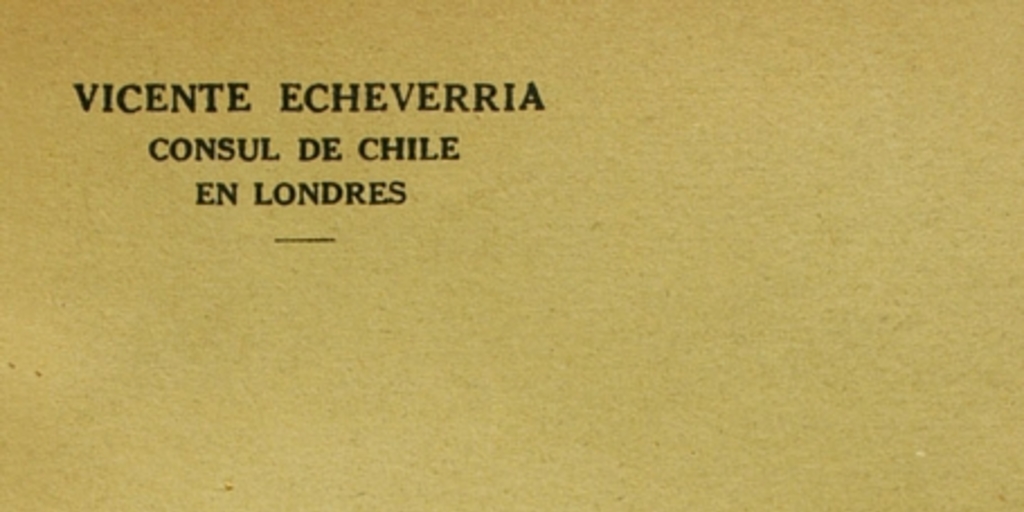 VICENTE ECHEVERRIA
CONSUL DE CHILE
EN LONDRES